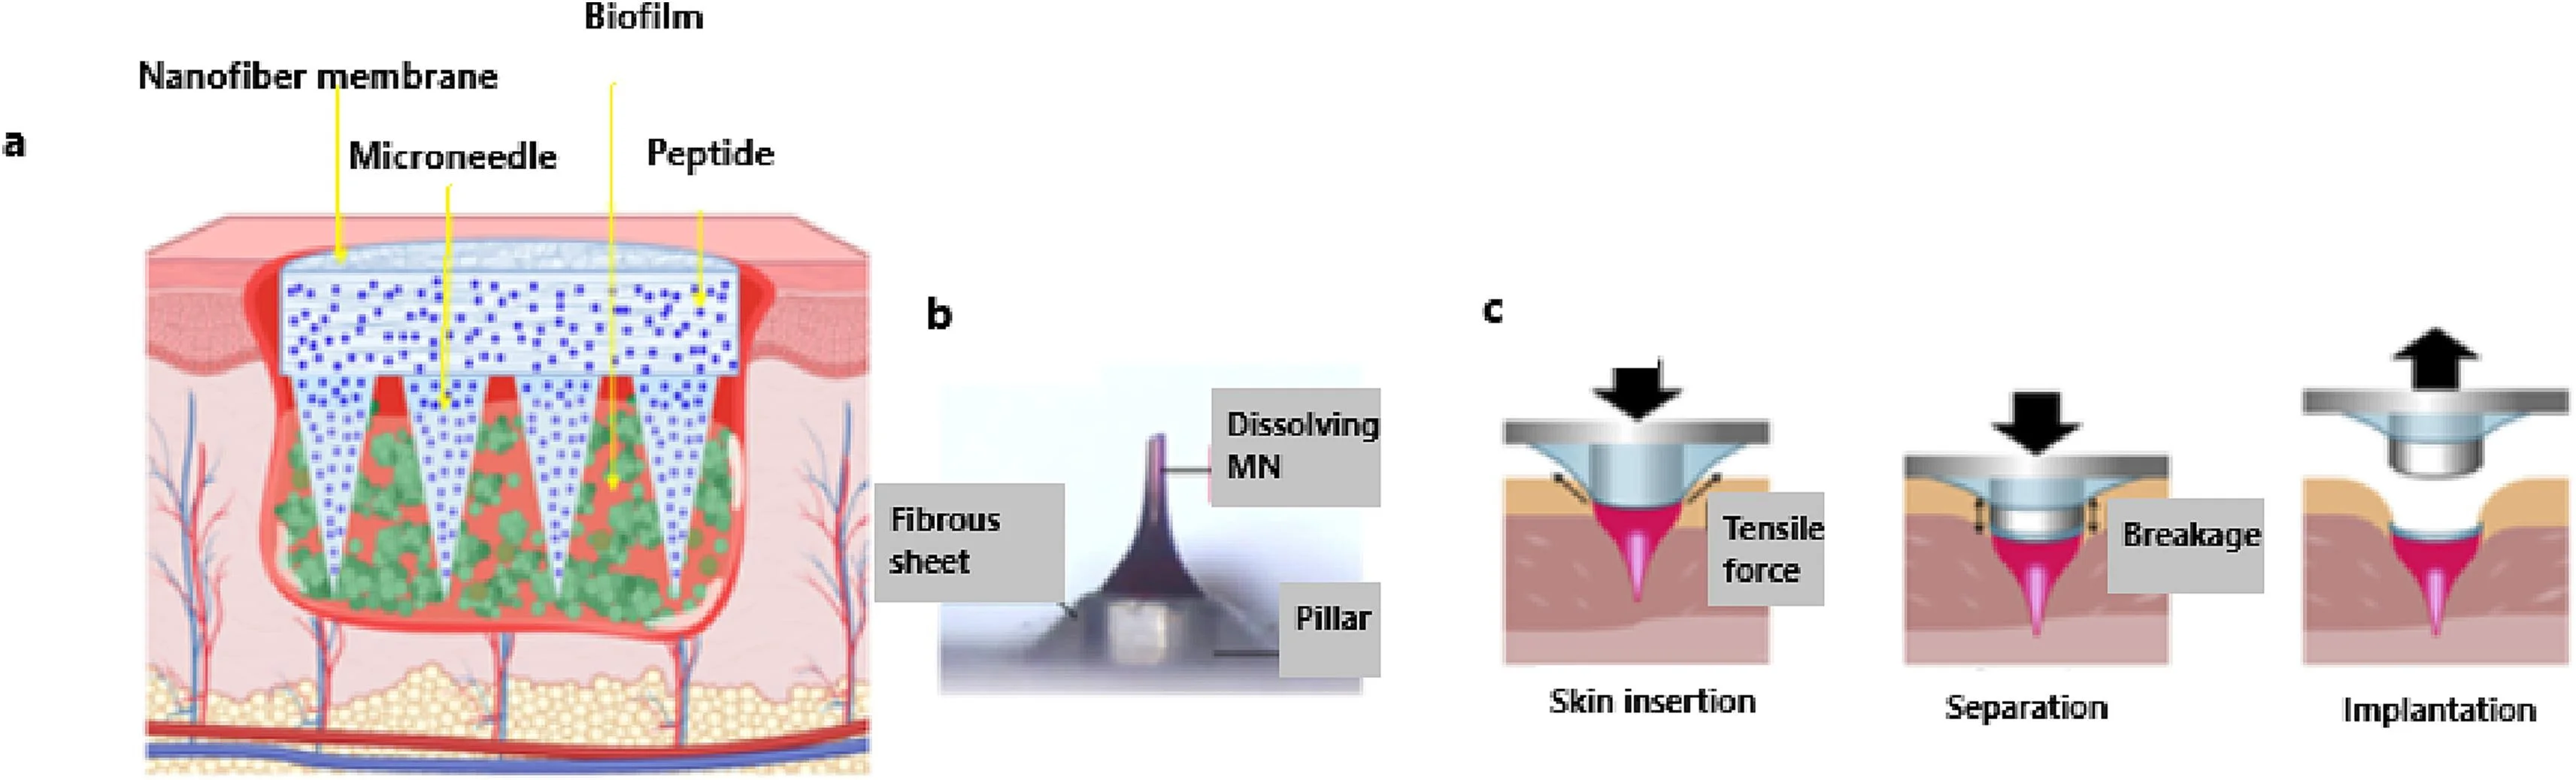 Biofilm
Nanofiber membrane
a
Microneedle
Peptide
b
Dissolving
MN
Fibrous
sheet
Pillar
c
Tensile
force
Breakage
Skin insertion
Separation
Implantation